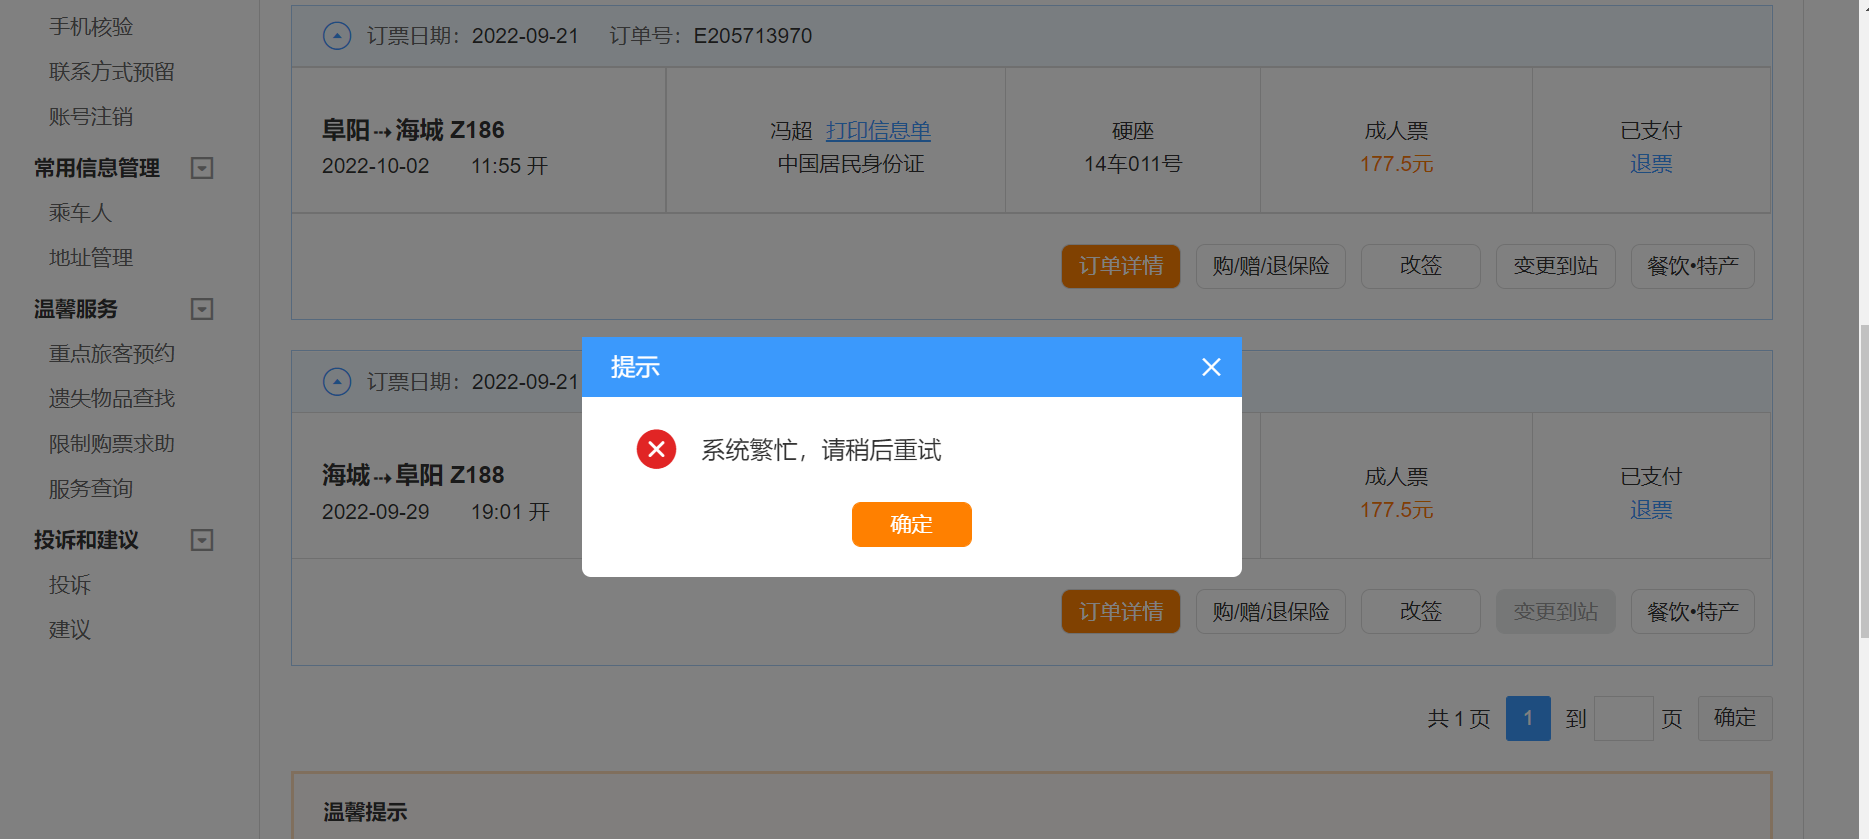 手机核验
联系方式预留
账号注销
常用信息管理
乘车人
地址管理
温馨服务
重点旅客预约
遗失物品查找
限制购票求助
服务查询
投诉和建议
投诉
建议
订票日期：2022-09-21 订单号：E205713970
阜阳⇢海城 Z186
2022-10-02 11:55 开
冯超 打印信息单
中国居民身份证
硬座
14车011号
成人票
177.5元
已支付
退票
订单详情 购/赠/退保险 改签 变更到站 餐饮•特产
订票日期：2022-09-21
海城⇢阜阳 Z188
2022-09-29 19:01 开
成人票
177.5元
已支付
退票
订单详情 购/赠/退保险 改签 变更到站 餐饮•特产
提示
系统繁忙，请稍后重试
确定
共 1 页 1 到 页 确定
温馨提示